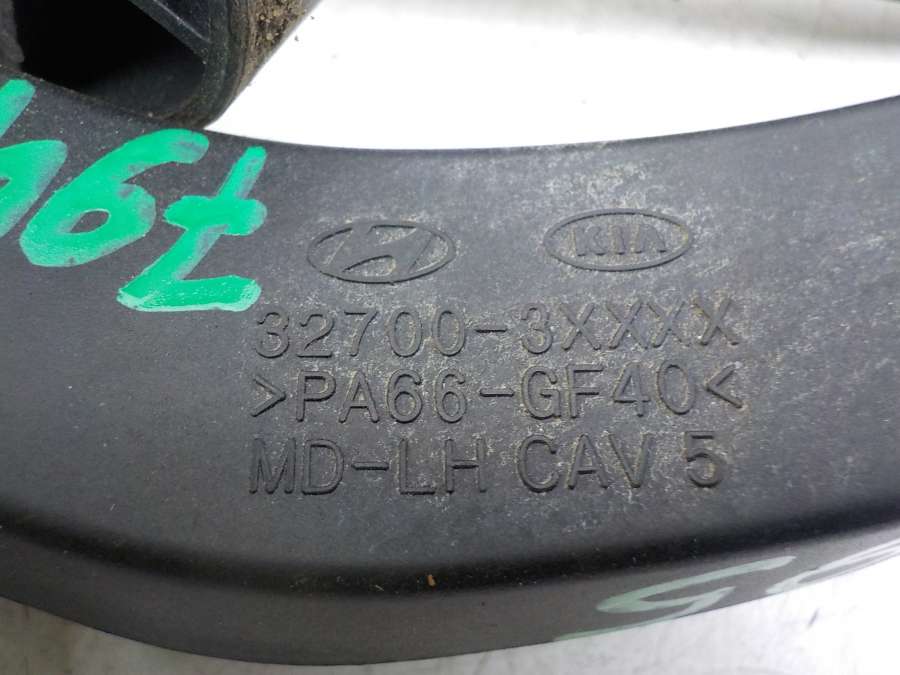 KIA
32700-3XXXX
>PA66-GF40<
MD-LH CAV 5